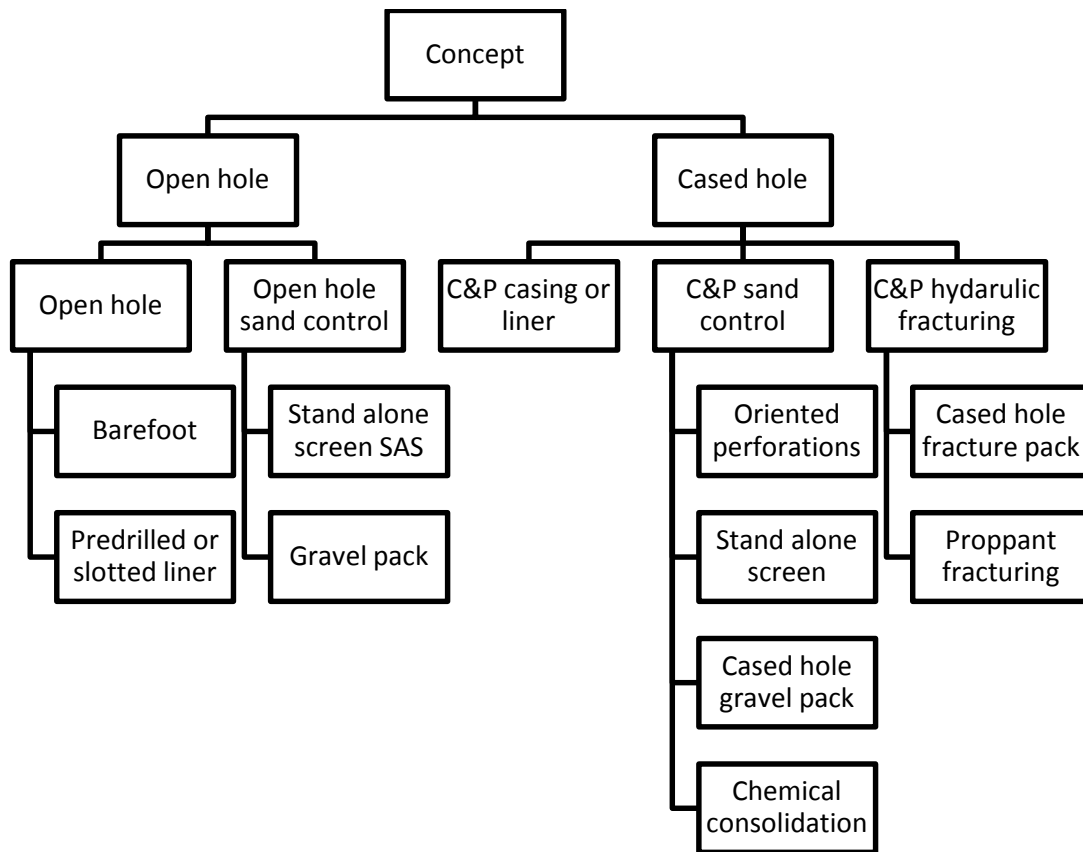 Concept
Open hole
Cased hole
Open hole
Open hole
sand control
C&P casing or
liner
C&P sand
control
C&P hydarulic
fracturing
Barefoot
Stand alone
screen SAS
Oriented
perforations
Cased hole
fracture pack
Predrilled or
slotted liner
Gravel pack
Stand alone
screen
Proppant
fracturing
Cased hole
gravel pack
Chemical
consolidation